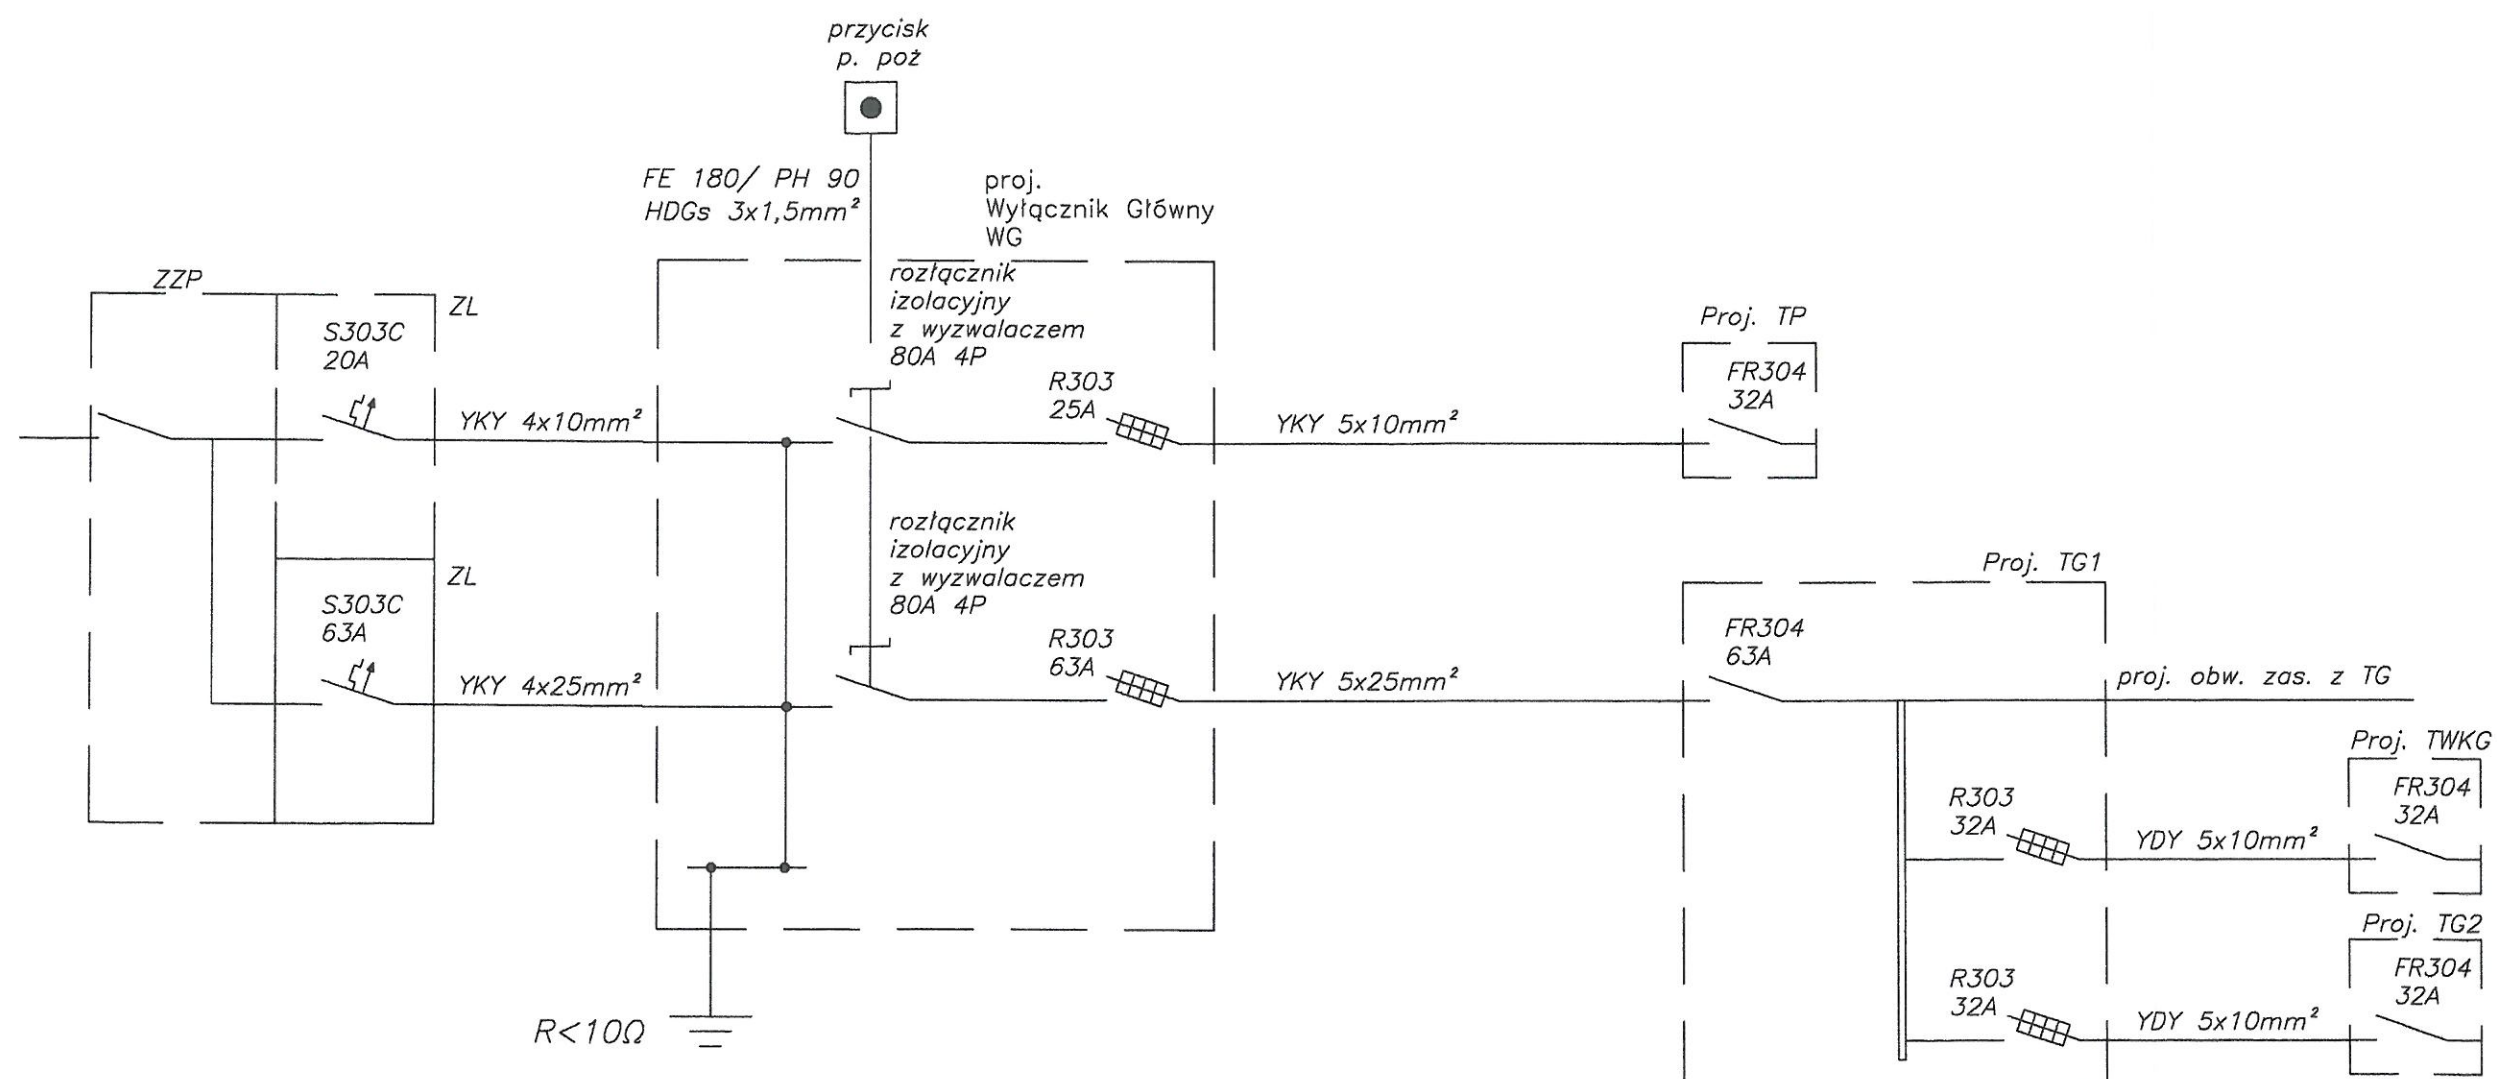 przycisk
p. poż
FE 180/ PH 90
HDGs 3x1,5mm²
proj.
Wyłącznik Główny
WG
ZZP
ZL
S303C
20A
YKY 4x10mm²
rozłącznik
izolacyjny
z wyzwalaczem
80A 4P
R303
25A
YKY 5x10mm²
Proj. TP
FR304
32A
ZL
S303C
63A
YKY 4x25mm²
rozłącznik
izolacyjny
z wyzwalaczem
80A 4P
R303
63A
YKY 5x25mm²
Proj. TG1
FR304
63A
proj. obw. zas. z TG
Proj. TWKG
R303
32A
YDY 5x10mm²
FR304
32A
Proj. TG2
R303
32A
YDY 5x10mm²
FR304
32A
R<10Ω